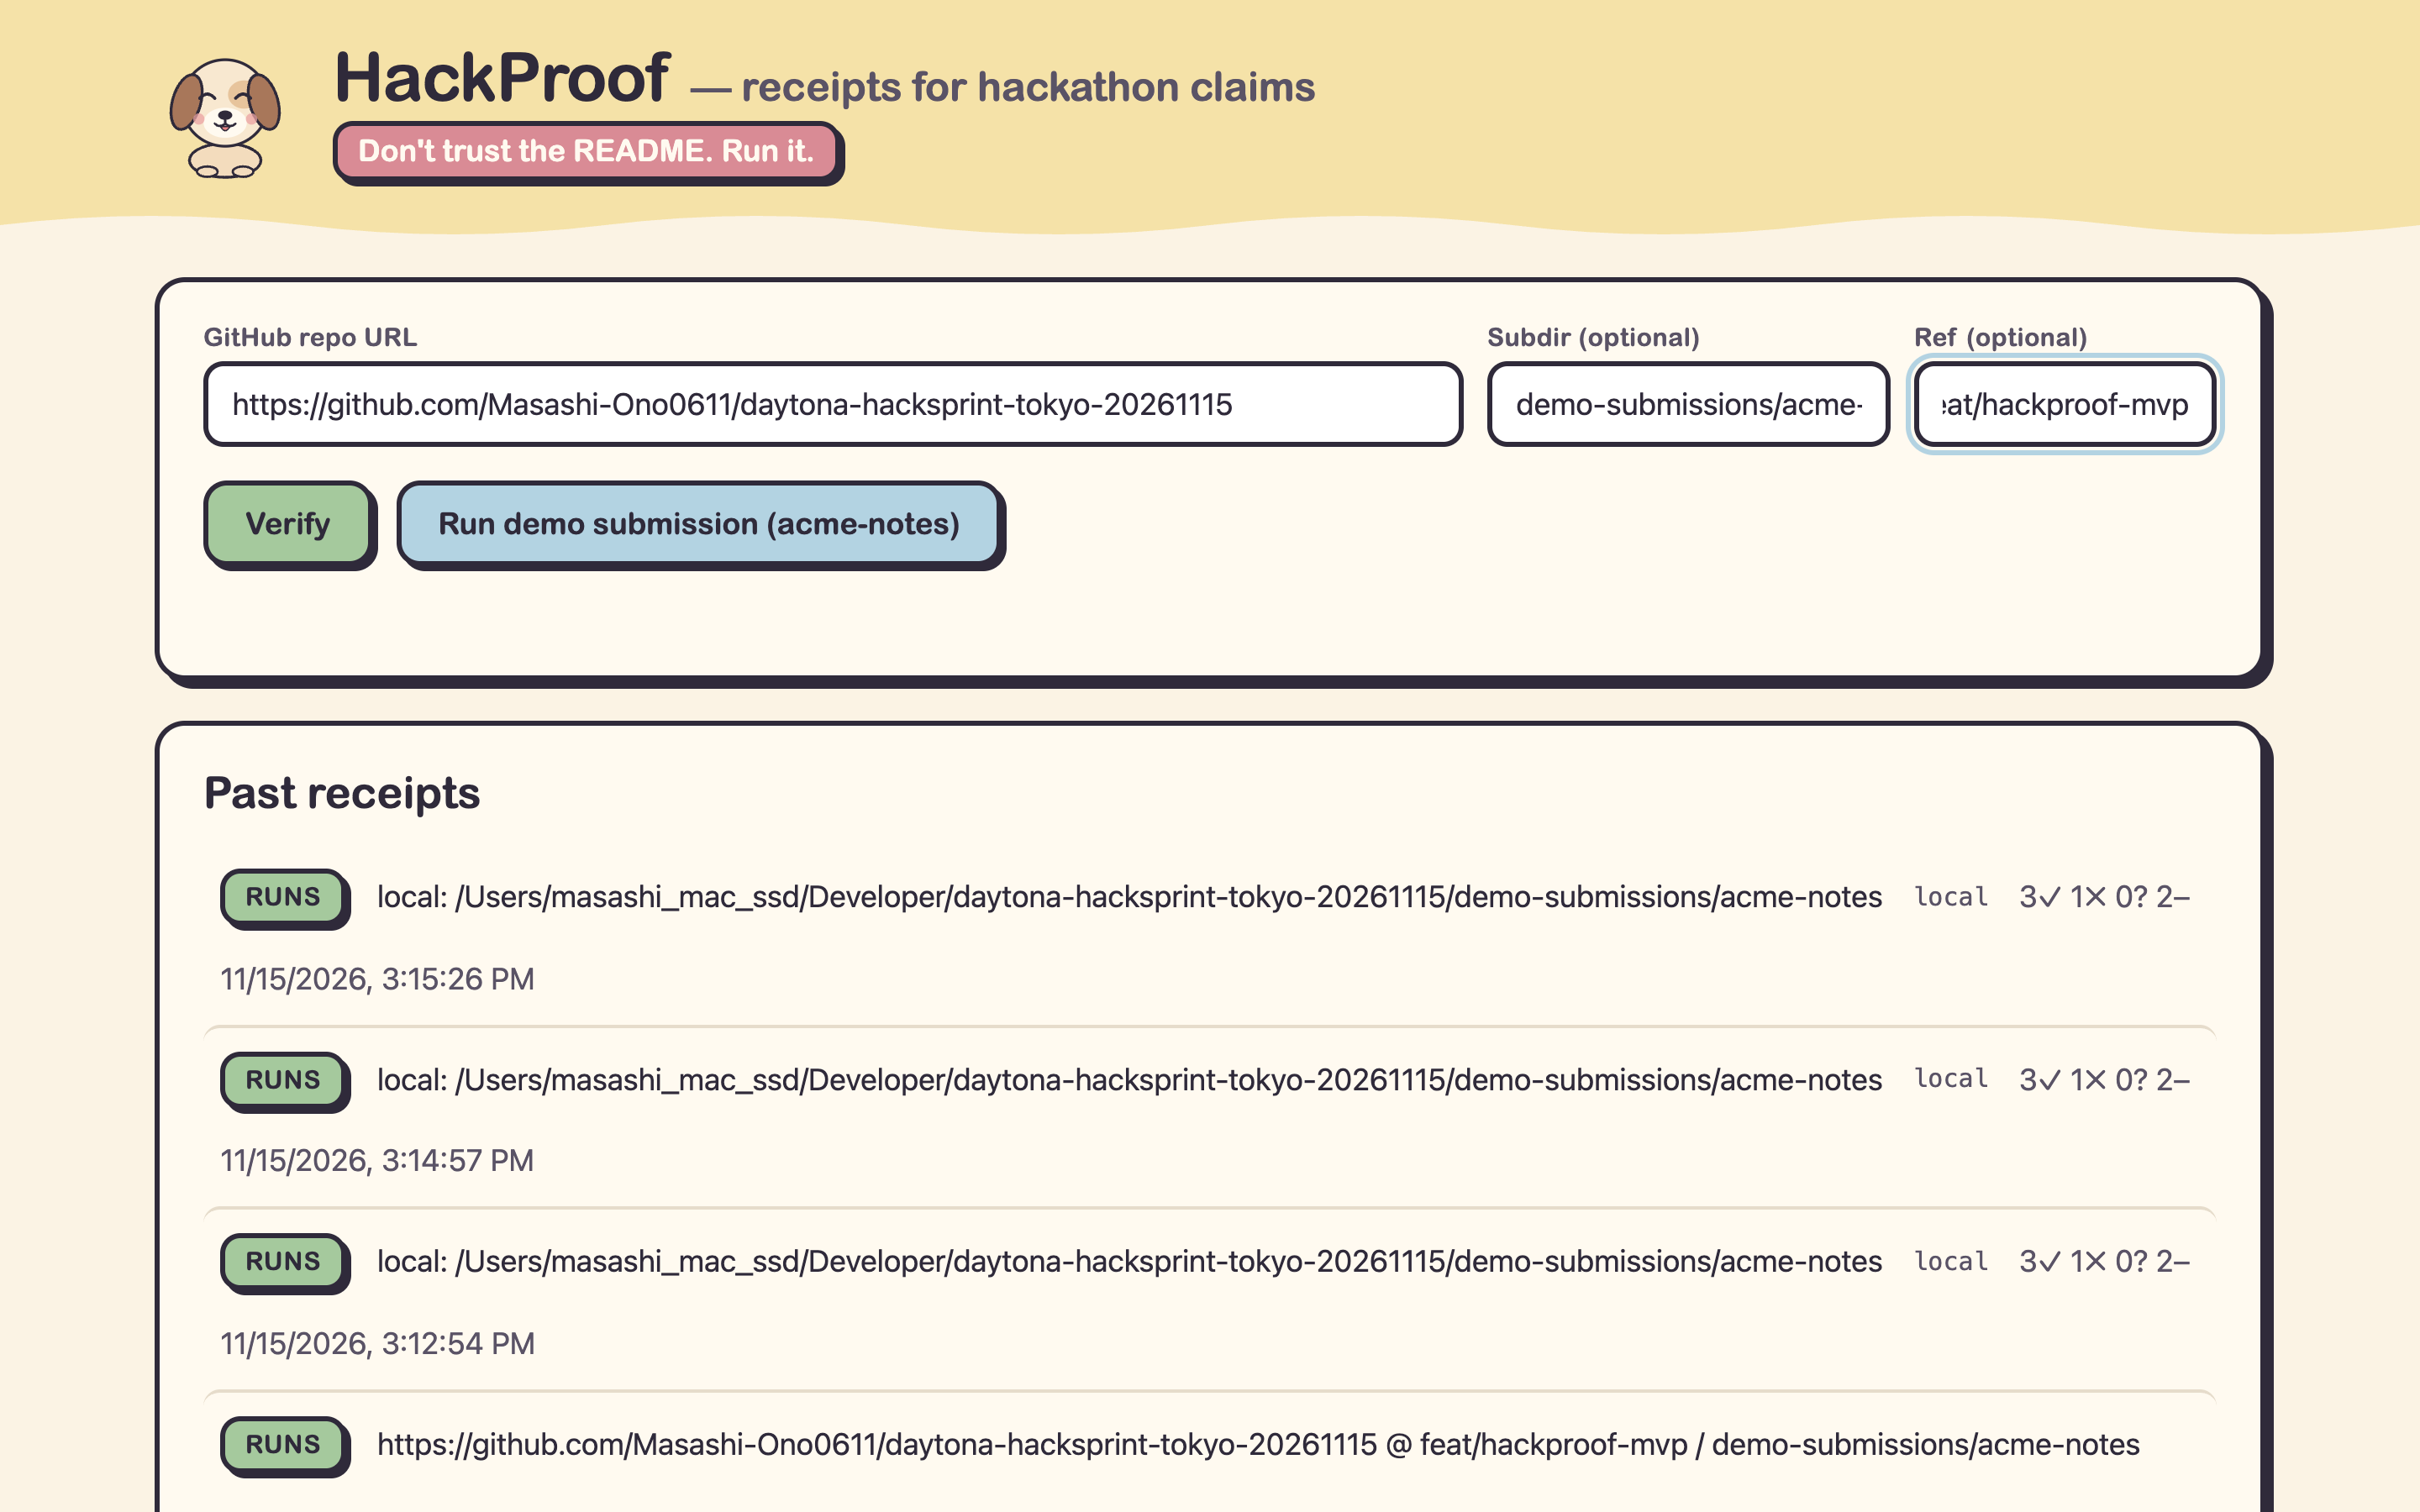 HackProof — receipts for hackathon claims
Don't trust the README. Run it.
GitHub repo URL
Subdir (optional)
Ref (optional)
https://github.com/Masashi-Ono0611/daytona-hacksprint-tokyo-20261115
demo-submissions/acme-
eat/hackproof-mvp
Verify
Run demo submission (acme-notes)
Past receipts
RUNS local: /Users/masashi_mac_ssd/Developer/daytona-hacksprint-tokyo-20261115/demo-submissions/acme-notes local 3✓ 1✕ 0? 2–
11/15/2026, 3:15:26 PM
RUNS local: /Users/masashi_mac_ssd/Developer/daytona-hacksprint-tokyo-20261115/demo-submissions/acme-notes local 3✓ 1✕ 0? 2–
11/15/2026, 3:14:57 PM
RUNS local: /Users/masashi_mac_ssd/Developer/daytona-hacksprint-tokyo-20261115/demo-submissions/acme-notes local 3✓ 1✕ 0? 2–
11/15/2026, 3:12:54 PM
RUNS https://github.com/Masashi-Ono0611/daytona-hacksprint-tokyo-20261115 @ feat/hackproof-mvp / demo-submissions/acme-notes